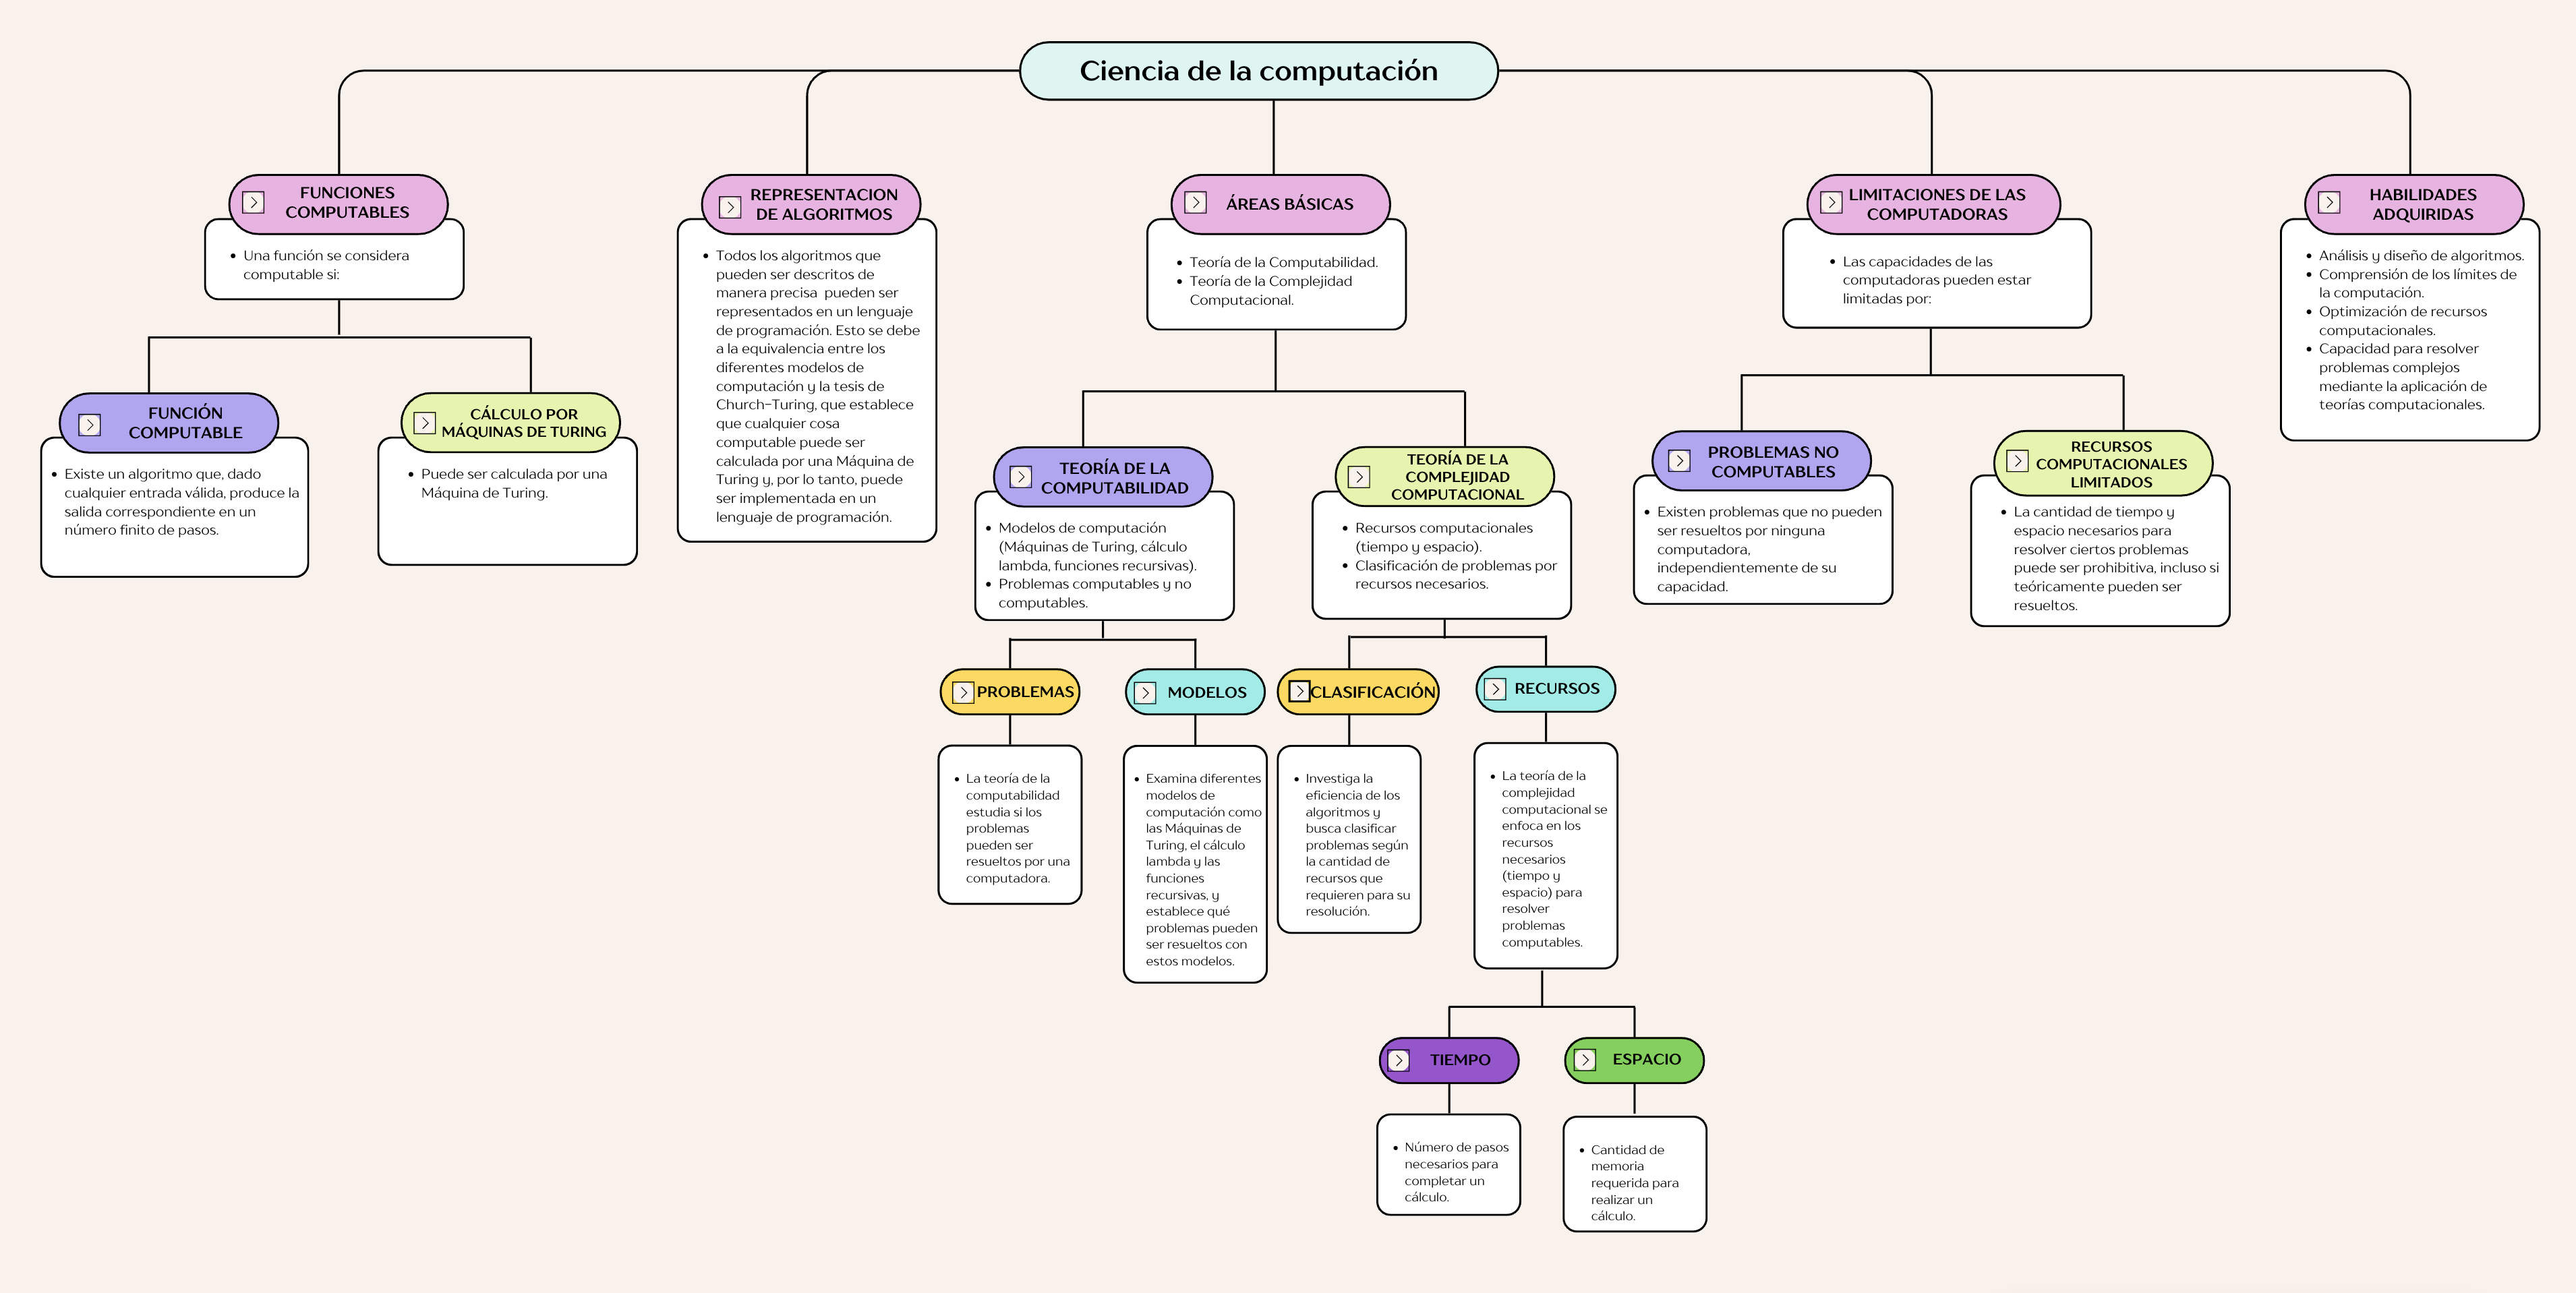 Ciencia de la computación
FUNCIONES
COMPUTABLES
• Una función se considera
computable si:
FUNCIÓN
COMPUTABLE
• Existe un algoritmo que, dado
cualquier entrada válida, produce la
salida correspondiente en un
número finito de pasos.
CÁLCULO POR
MÁQUINAS DE TURING
• Puede ser calculada por una
Máquina de Turing.
REPRESENTACION
DE ALGORITMOS
• Todos los algoritmos que
pueden ser descritos de
manera precisa pueden ser
representados en un lenguaje
de programación. Esto se debe
a la equivalencia entre los
diferentes modelos de
computación y la tesis de
Church-Turing, que establece
que cualquier cosa
computable puede ser
calculada por una Máquina de
Turing y, por lo tanto, puede
ser implementada en un
lenguaje de programación.
ÁREAS BÁSICAS
• Teoría de la Computabilidad.
• Teoría de la Complejidad
Computacional.
TEORÍA DE LA
COMPUTABILIDAD
• Modelos de computación
(Máquinas de Turing, cálculo
lambda, funciones recursivas).
• Problemas computables y no
computables.
PROBLEMAS
• La teoría de la
computabilidad
estudia si los
problemas
pueden ser
resueltos por una
computadora.
MODELOS
• Examina diferentes
modelos de
computación como
las Máquinas de
Turing, el cálculo
lambda y las
funciones
recursivas, y
establece qué
problemas pueden
ser resueltos con
estos modelos.
TEORÍA DE LA
COMPLEJIDAD
COMPUTACIONAL
• Recursos computacionales
(tiempo y espacio).
• Clasificación de problemas por
recursos necesarios.
CLASIFICACIÓN
• Investiga la
eficiencia de los
algoritmos y
busca clasificar
problemas según
la cantidad de
recursos que
requieren para su
resolución.
RECURSOS
• La teoría de la
complejidad
computacional se
enfoca en los
recursos
necesarios
(tiempo y
espacio) para
resolver
problemas
computables.
TIEMPO
• Número de pasos
necesarios para
completar un
cálculo.
ESPACIO
• Cantidad de
memoria
requerida para
realizar un
cálculo.
LIMITACIONES DE LAS
COMPUTADORAS
• Las capacidades de las
computadoras pueden estar
limitadas por:
PROBLEMAS NO
COMPUTABLES
• Existen problemas que no pueden
ser resueltos por ninguna
computadora,
independientemente de su
capacidad.
RECURSOS
COMPUTACIONALES
LIMITADOS
• La cantidad de tiempo y
espacio necesarios para
resolver ciertos problemas
puede ser prohibitiva, incluso si
teóricamente pueden ser
resueltos.
HABILIDADES
ADQUIRIDAS
• Análisis y diseño de algoritmos.
• Comprensión de los límites de
la computación.
• Optimización de recursos
computacionales.
• Capacidad para resolver
problemas complejos
mediante la aplicación de
teorías computacionales.